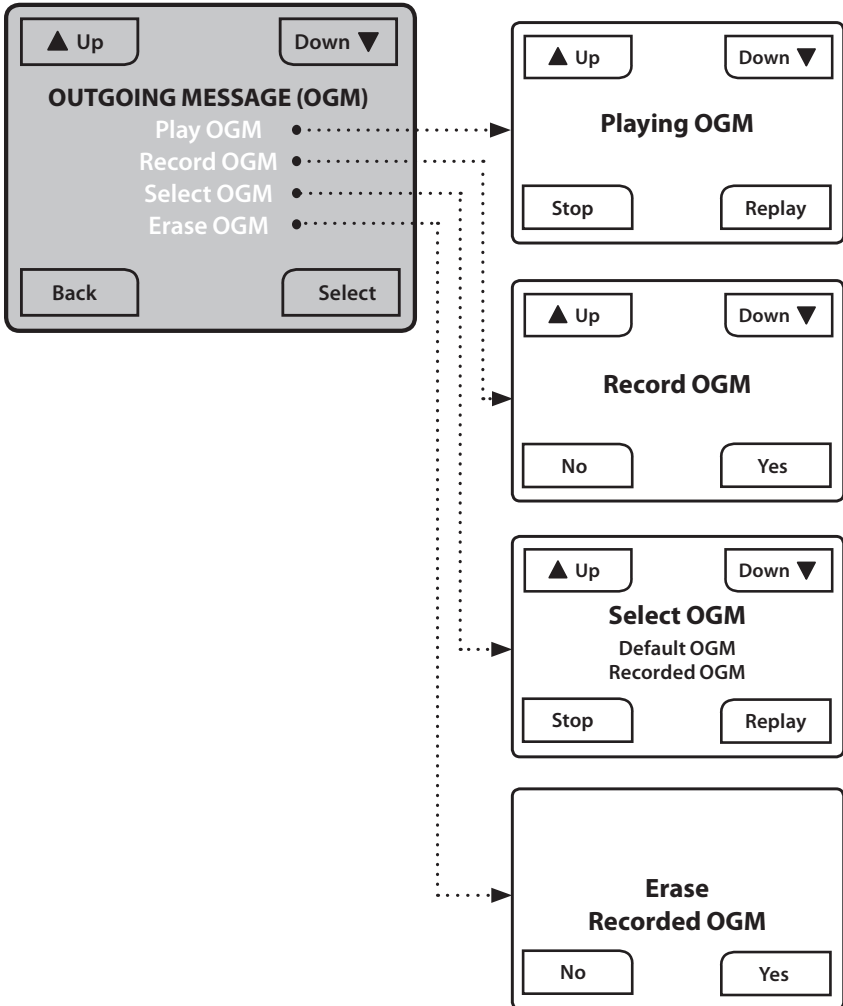 ▲ Up Down ▼
OUTGOING MESSAGE (OGM)
Play OGM
Record OGM
Select OGM
Erase OGM
Back Select
▲ Up Down ▼
Playing OGM
Stop Replay
▲ Up Down ▼
Record OGM
No Yes
▲ Up Down ▼
Select OGM
Default OGM
Recorded OGM
Stop Replay
Erase
Recorded OGM
No Yes